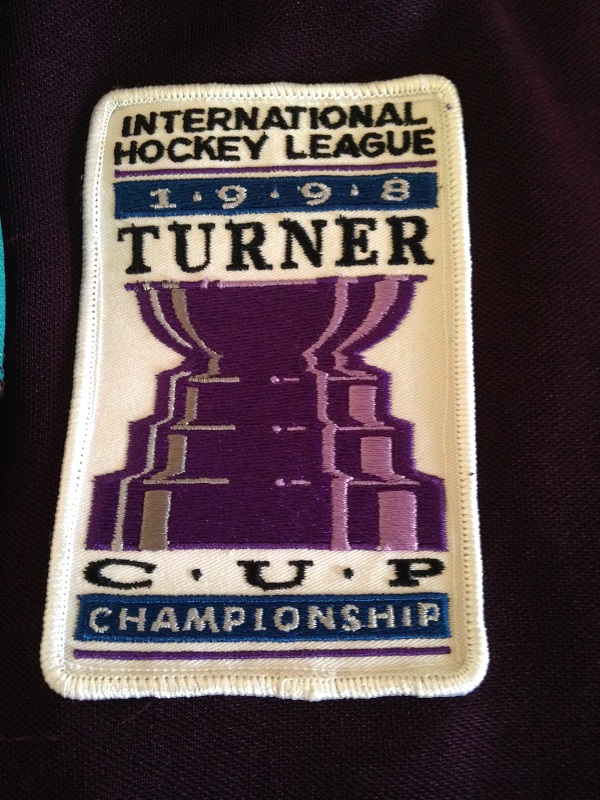 INTERNATIONAL
HOCKEY LEAGUE
1·9·9·8
TURNER
C·U·P
CHAMPIONSHIP